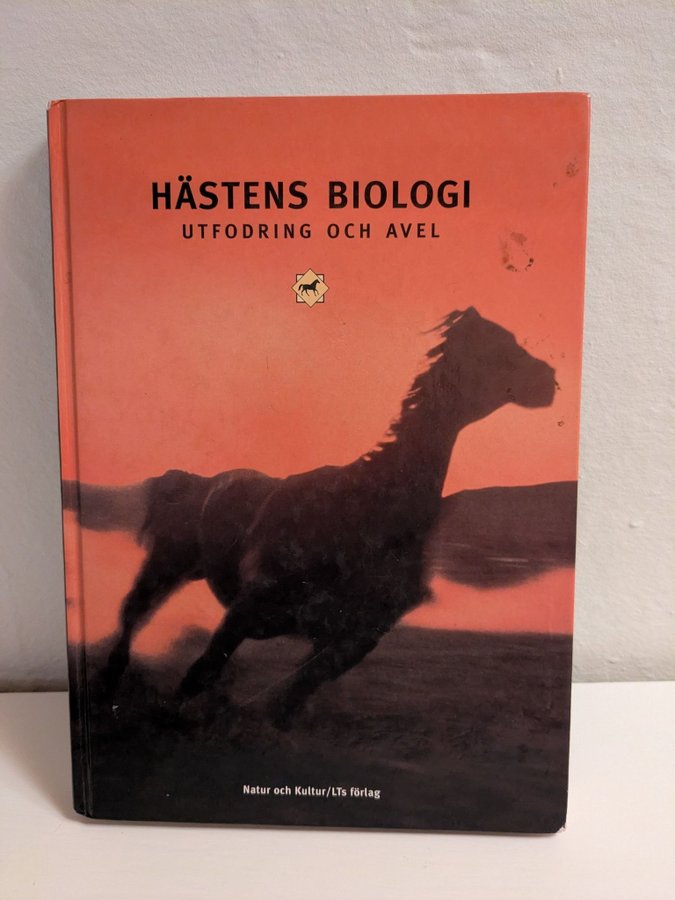 HÄSTENS BIOLOGI
UTFODRING OCH AVEL
Natur och Kultur/LTs förlag